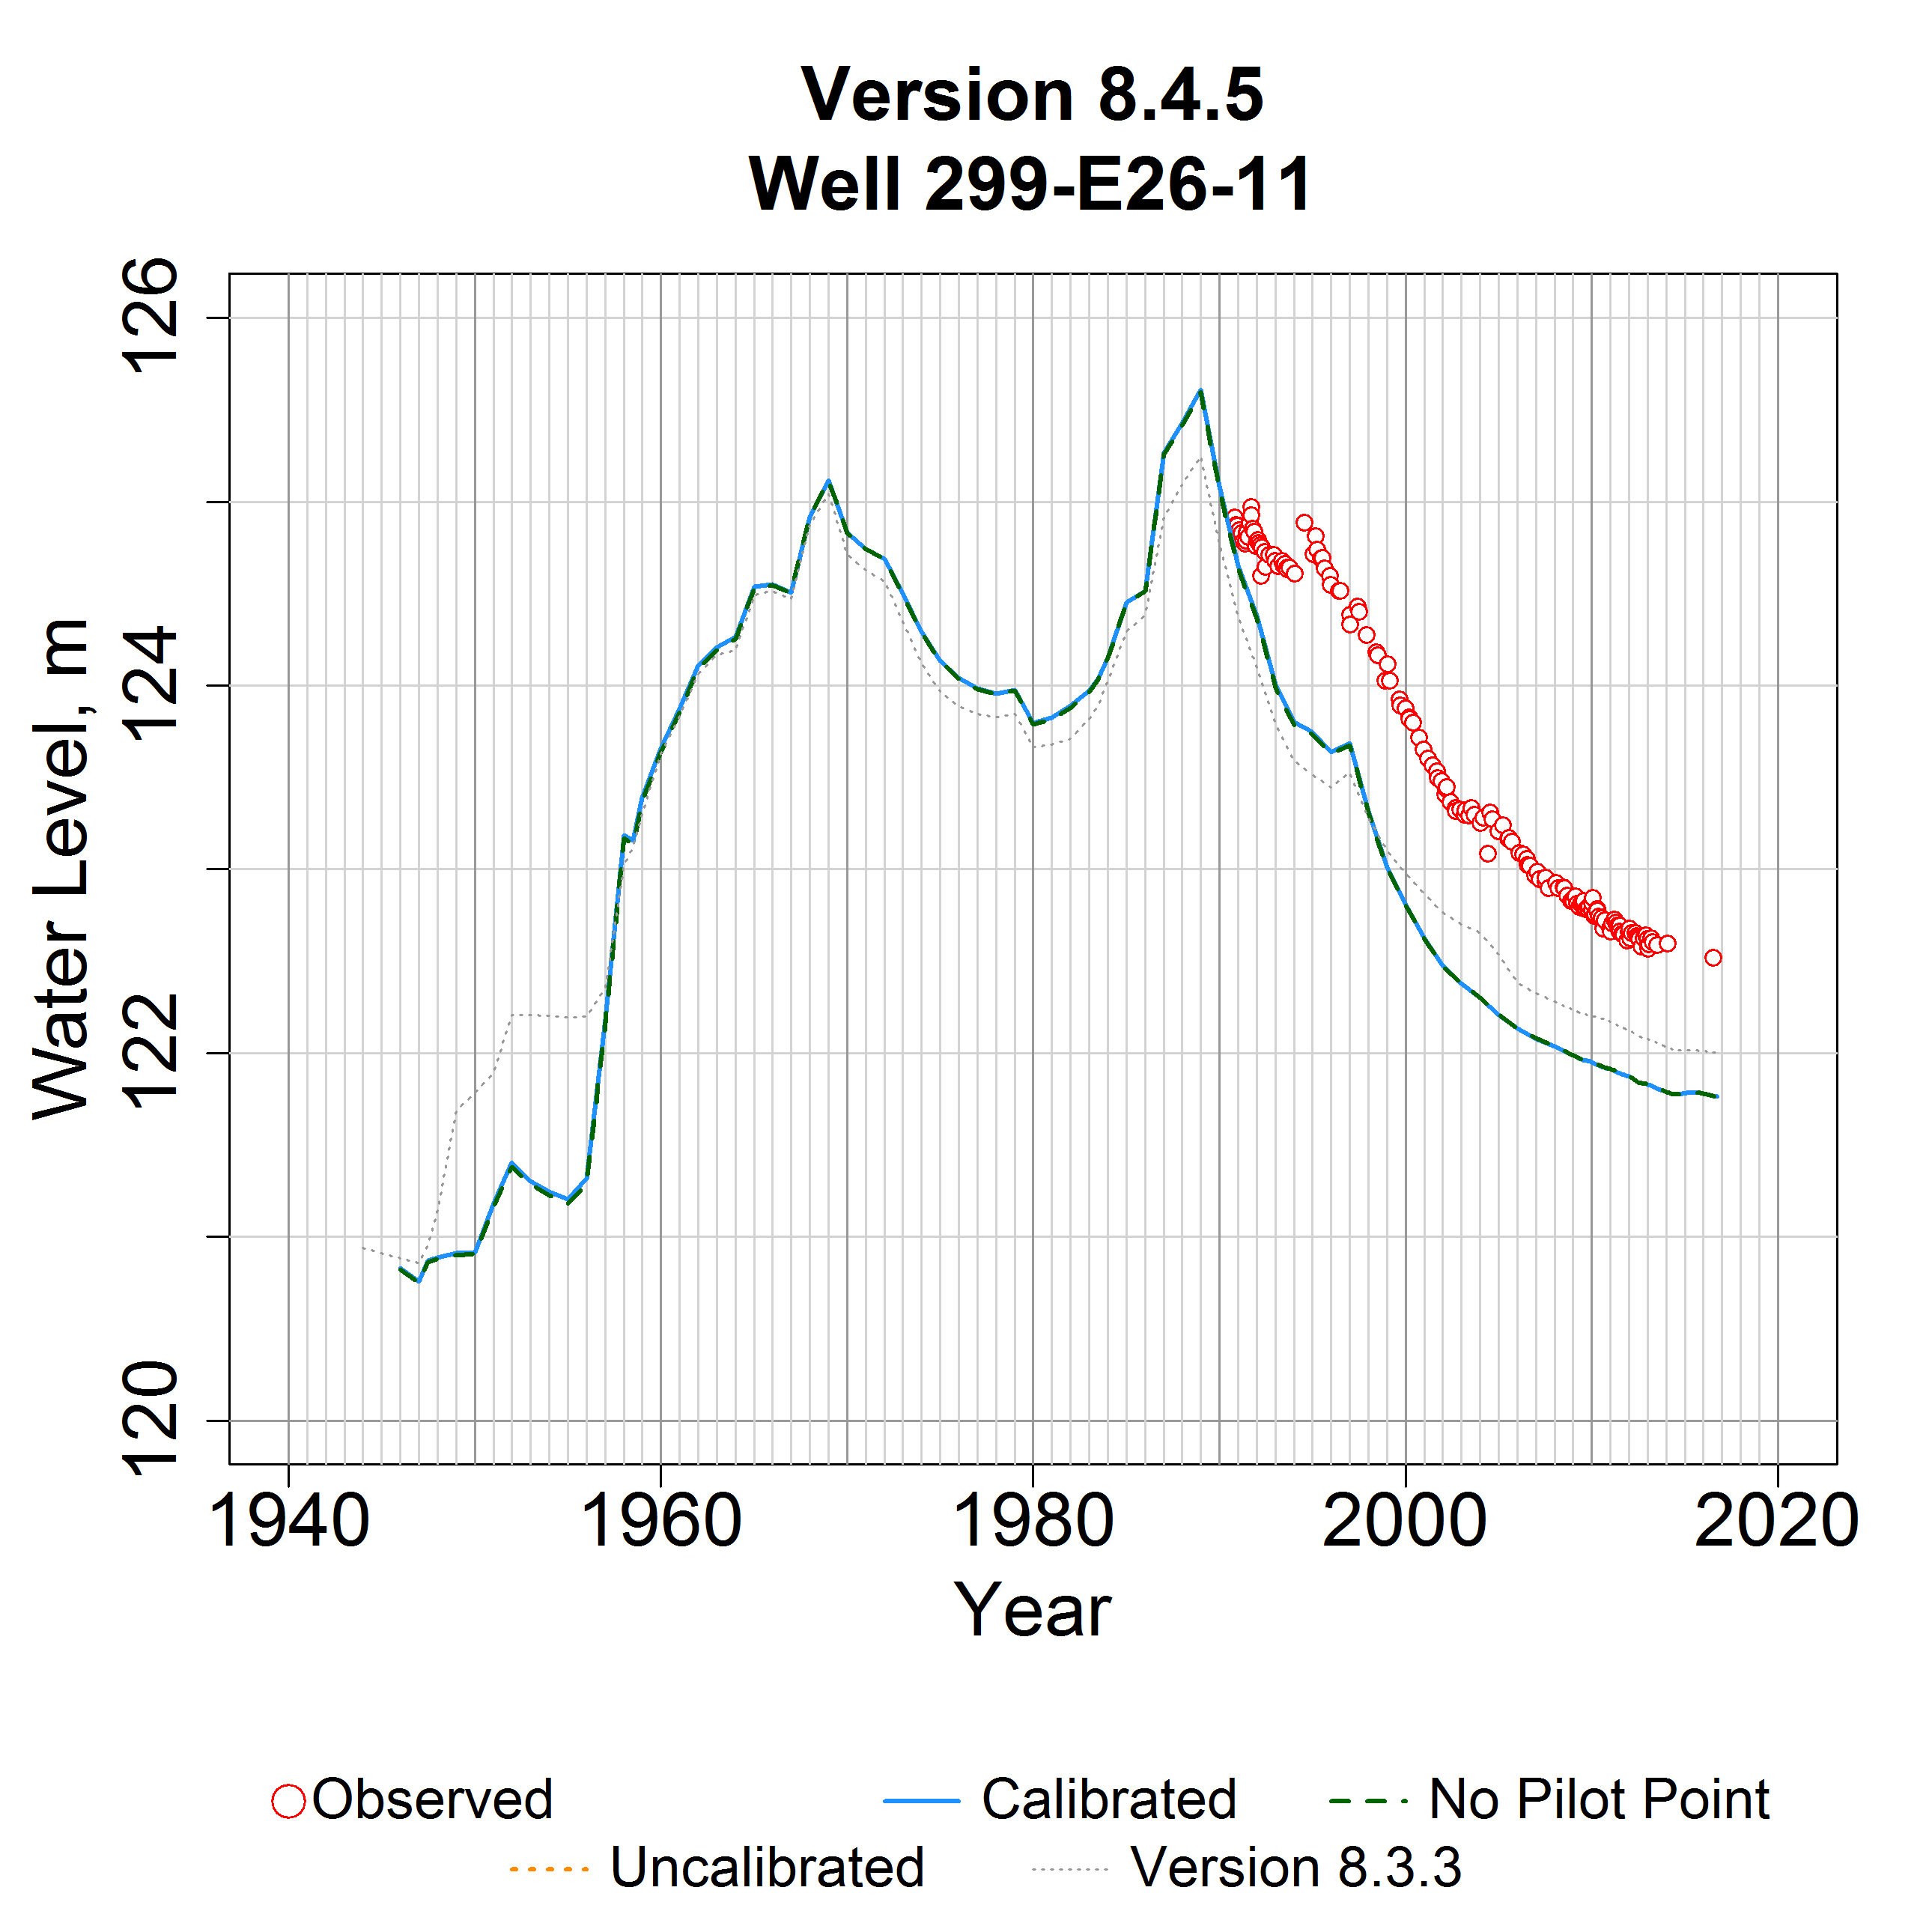 Version 8.4.5
Well 299-E26-11
126
124
122
120
Water Level, m
1940 1960 1980 2000 2020
Year
Observed Calibrated No Pilot Point
Uncalibrated Version 8.3.3